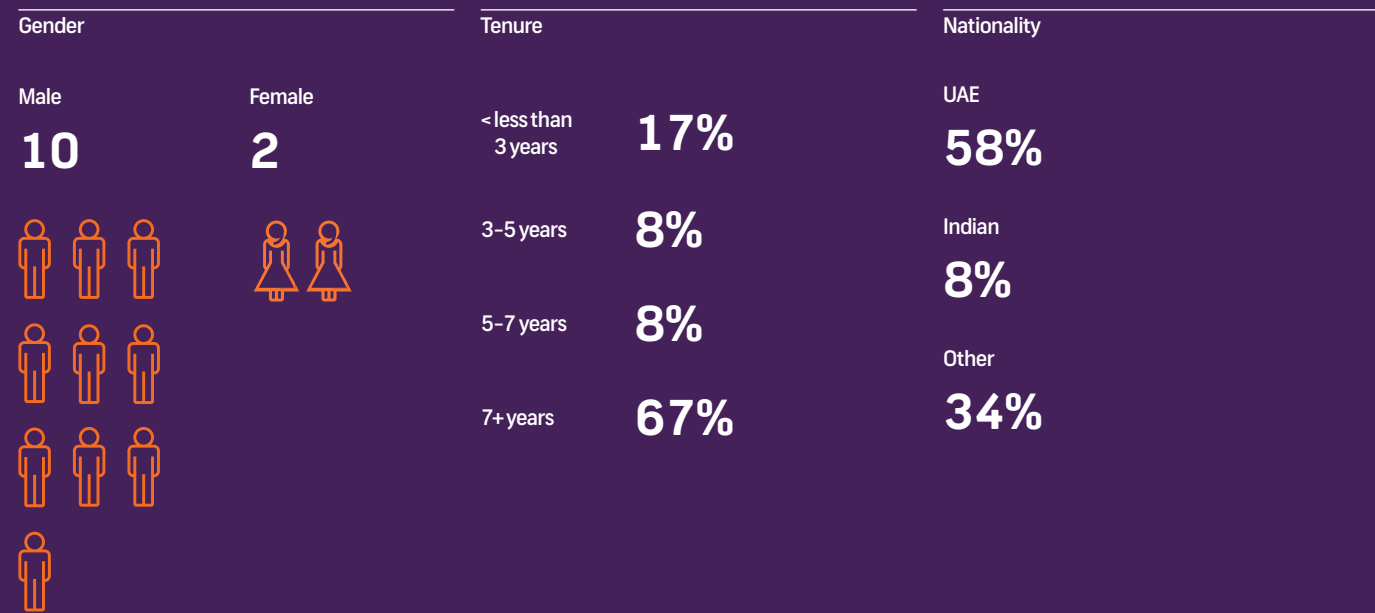 Gender
Male
10
Female
2
Tenure
< less than
3 years
17%
3-5 years
8%
5-7 years
8%
7+ years
67%
Nationality
UAE
58%
Indian
8%
Other
34%